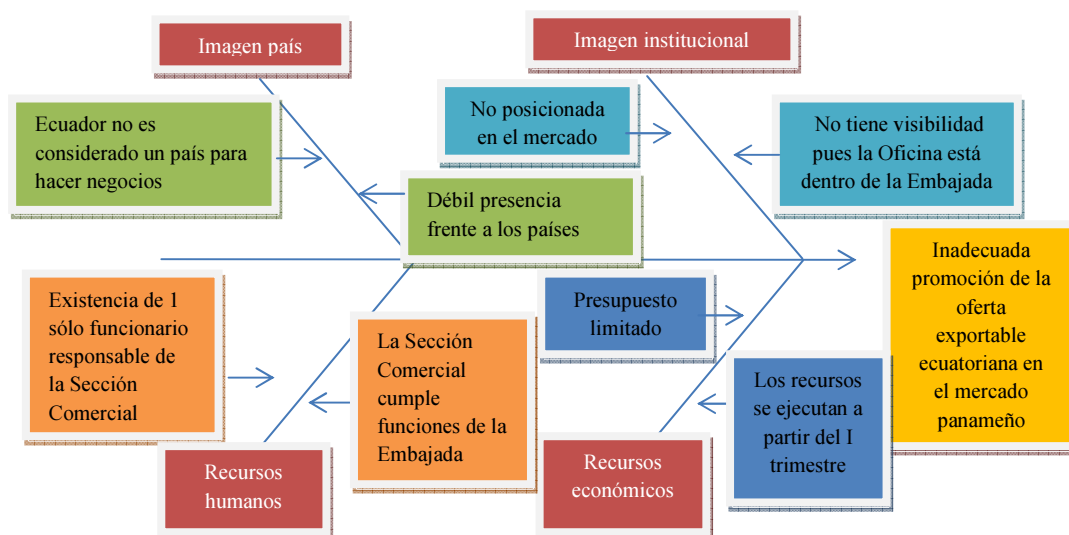 Imagen país
Imagen institucional
Ecuador no es
considerado un país para
hacer negocios
No posicionada
en el mercado
No tiene visibilidad
pues la Oficina está
dentro de la Embajada
Débil presencia
frente a los países
Inadecuada
promoción de la
oferta
exportable
ecuatoriana en
el mercado
panameño
Existencia de 1
sólo funcionario
responsable de
la Sección
Comercial
La Sección
Comercial
cumple
funciones de la
Embajada
Presupuesto
limitado
Los recursos
se ejecutan a
partir del I
trimestre
Recursos
humanos
Recursos
económicos